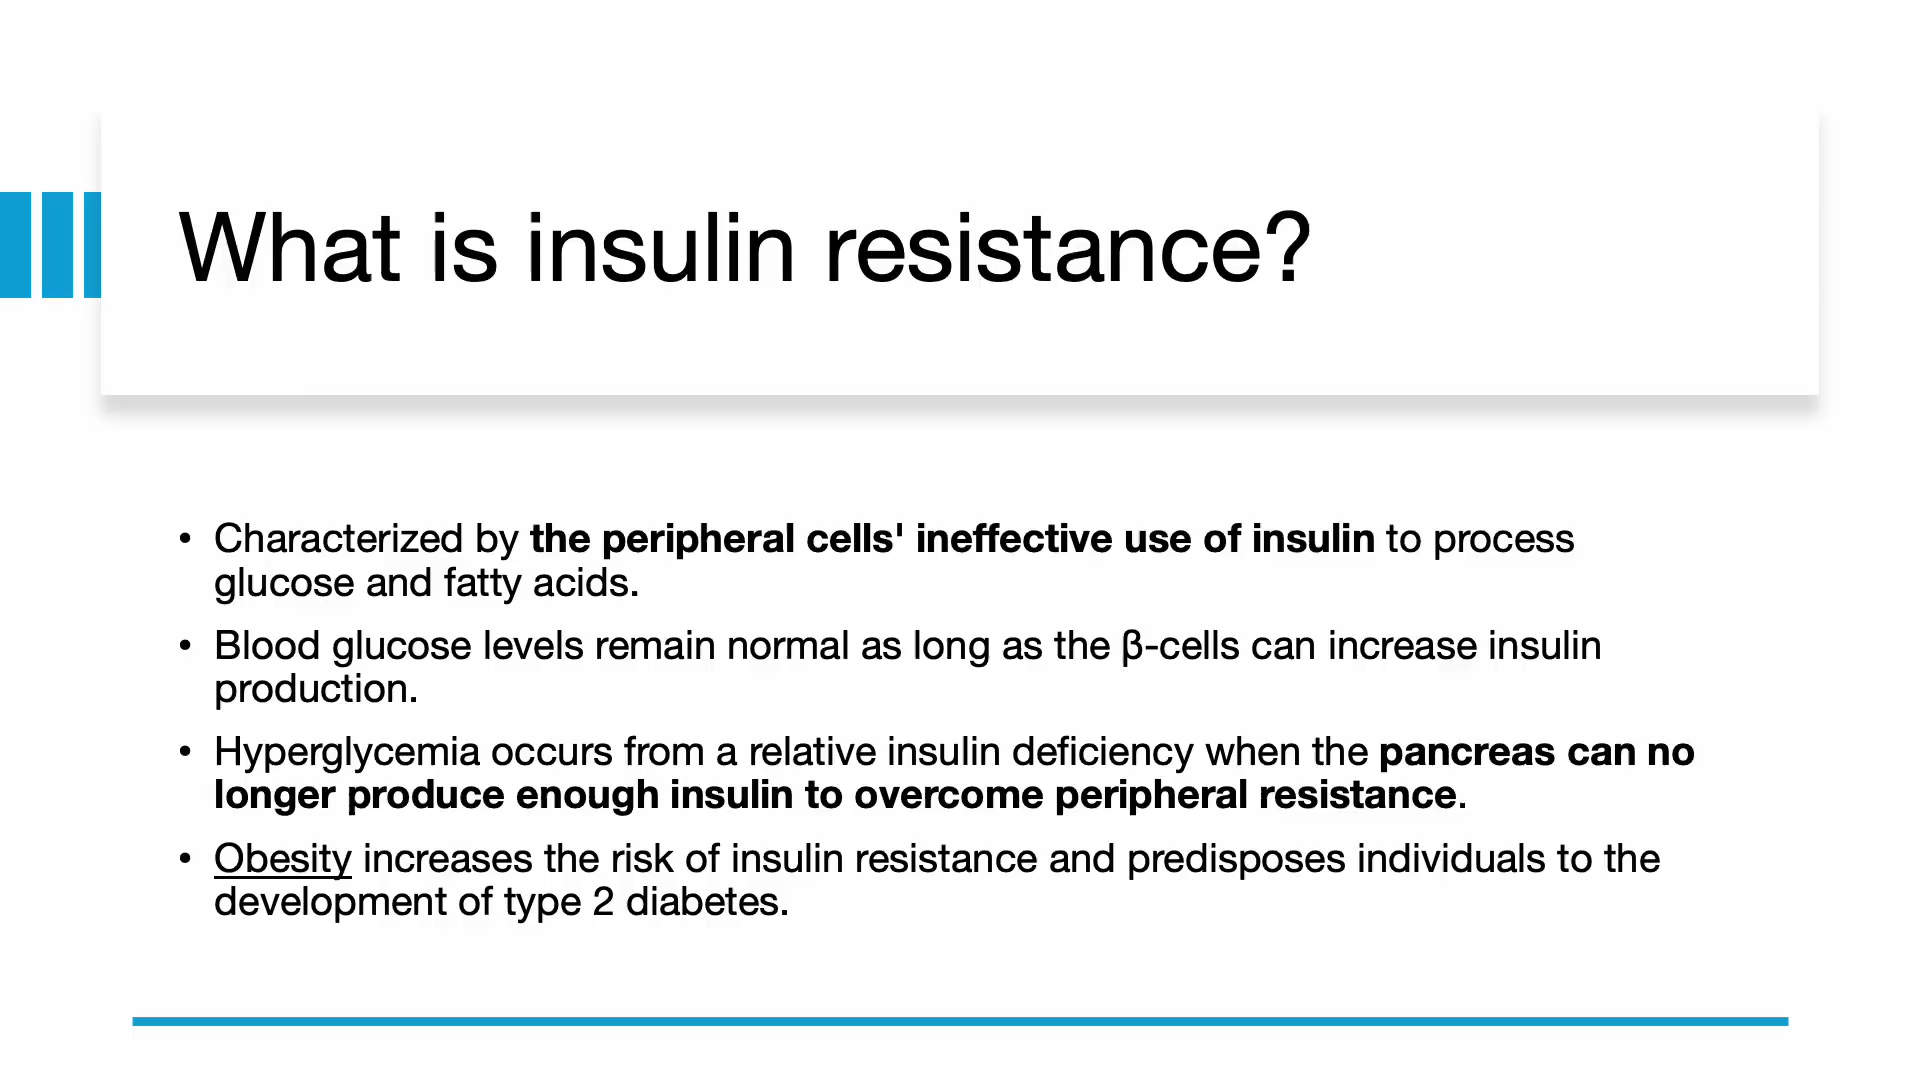 What is insulin resistance?
• Characterized by the peripheral cells' ineffective use of insulin to process
glucose and fatty acids.
• Blood glucose levels remain normal as long as the β-cells can increase insulin
production.
• Hyperglycemia occurs from a relative insulin deficiency when the pancreas can no
longer produce enough insulin to overcome peripheral resistance.
• Obesity increases the risk of insulin resistance and predisposes individuals to the
development of type 2 diabetes.